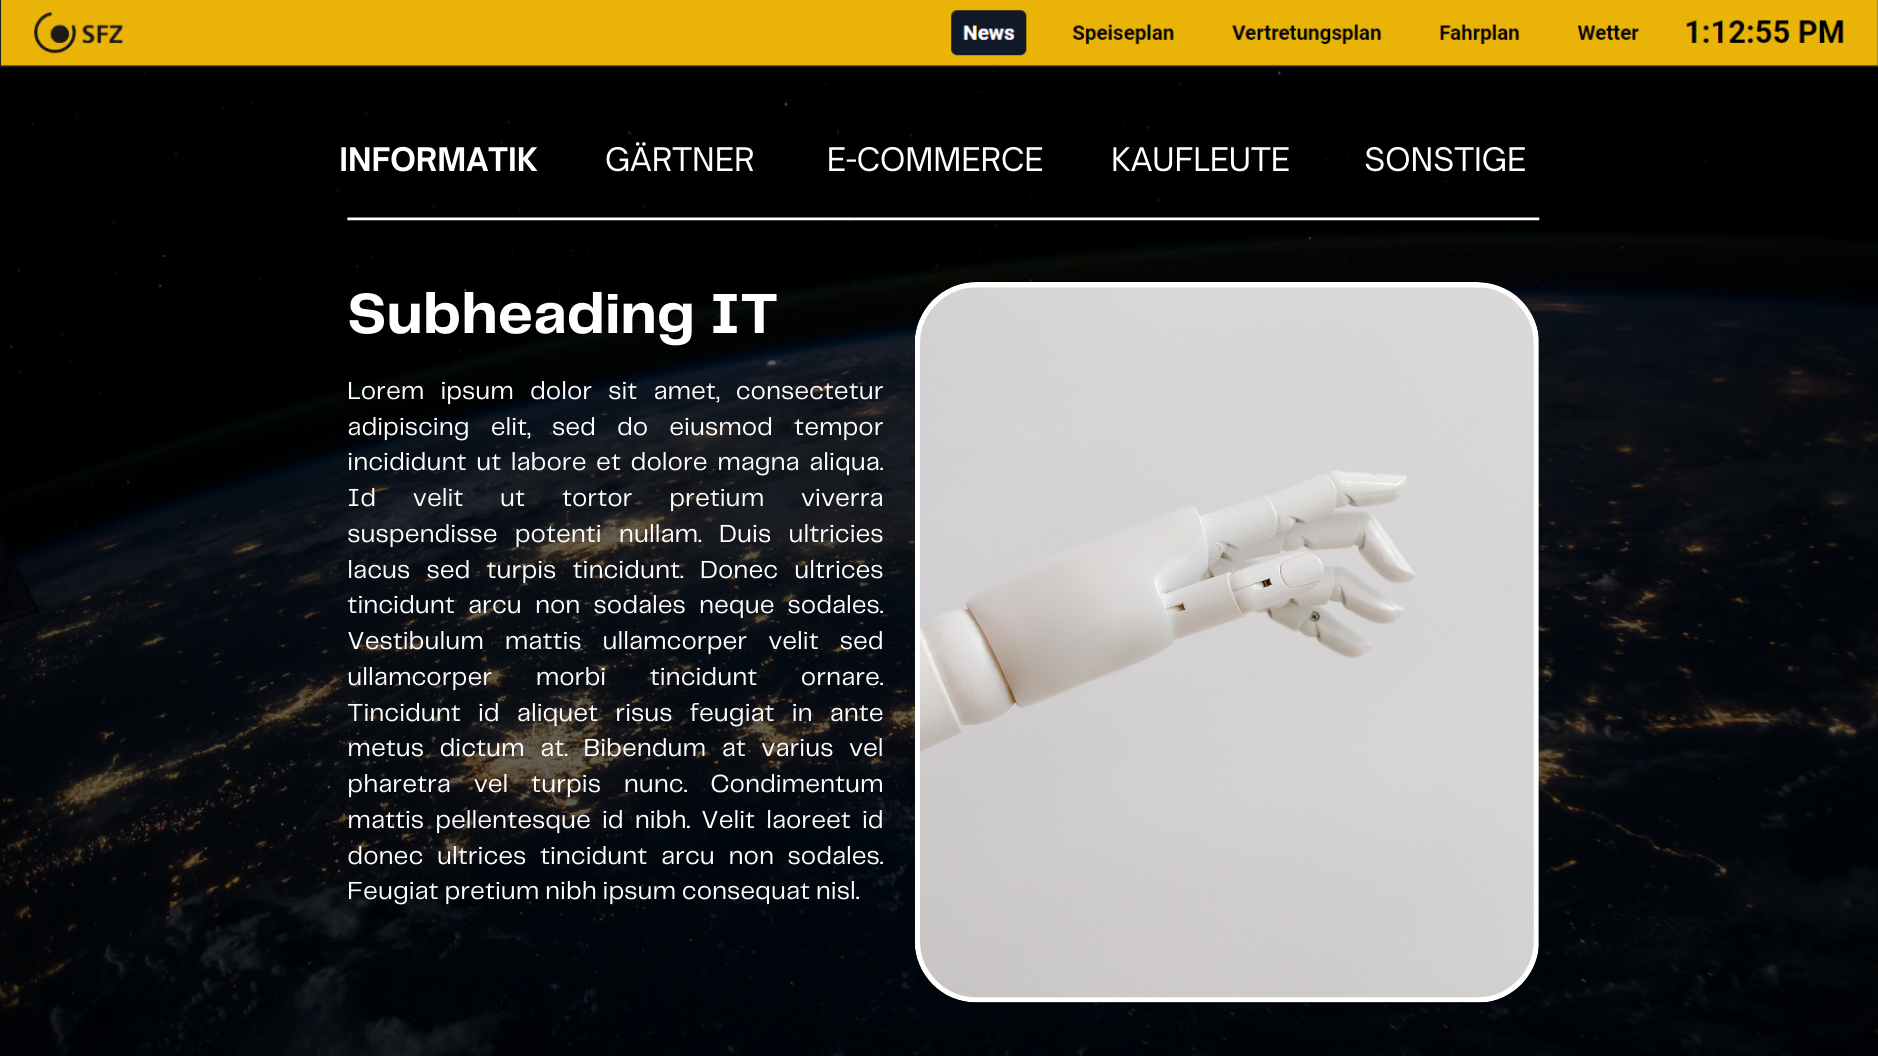 SFZ
News Speiseplan Vertretungsplan Fahrplan Wetter 1:12:55 PM
INFORMATIK GÄRTNER E-COMMERCE KAUFLEUTE SONSTIGE
Subheading IT
Lorem ipsum dolor sit amet, consectetur
adipiscing elit, sed do eiusmod tempor
incididunt ut labore et dolore magna aliqua.
Id velit ut tortor pretium viverra
suspendisse potenti nullam. Duis ultricies
lacus sed turpis tincidunt. Donec ultrices
tincidunt arcu non sodales neque sodales.
Vestibulum mattis ullamcorper velit sed
ullamcorper morbi tincidunt ornare.
Tincidunt id aliquet risus feugiat in ante
metus dictum at. Bibendum at varius vel
pharetra vel turpis nunc. Condimentum
mattis pellentesque id nibh. Velit laoreet id
donec ultrices tincidunt arcu non sodales.
Feugiat pretium nibh ipsum consequat nisl.